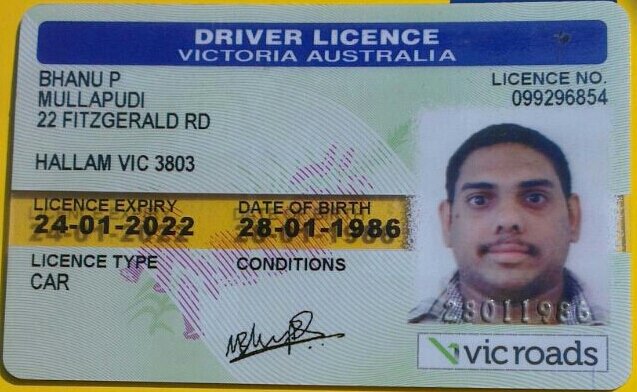 DRIVER LICENCE
VICTORIA AUSTRALIA
BHANU P
MULLAPUDI
22 FITZGERALD RD
HALLAM VIC 3803
LICENCE NO.
099296854
LICENCE EXPIRY
24-01-2022
DATE OF BIRTH
28-01-1986
LICENCE TYPE
CAR
CONDITIONS
28011986
vicroads